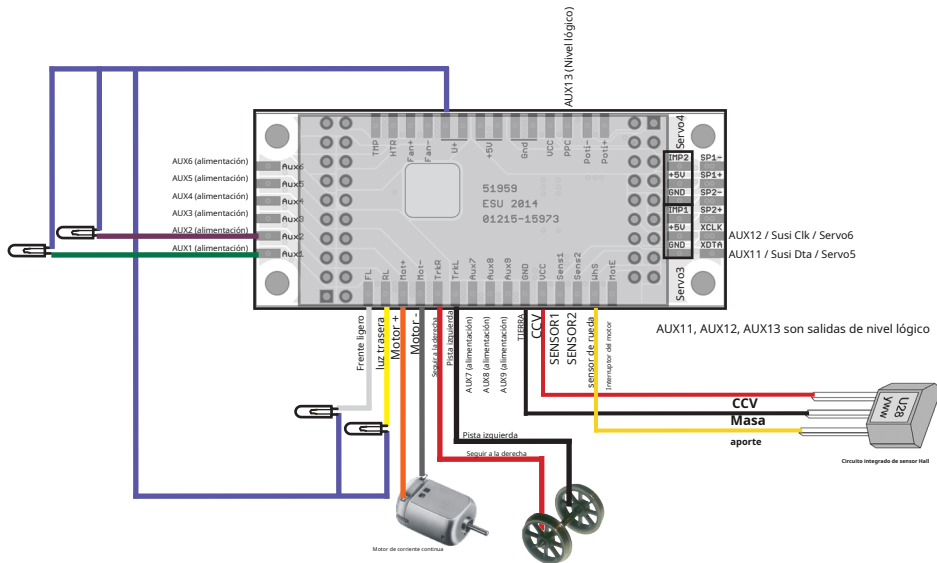 AUX13 (Nivel lógico)
TMP
HTR
Fan+
Fan-
U+
+5V
Gnd
VCC
PPC
Poti-
Poti+
Servo4
AUX6 (alimentación)
AUX5 (alimentación)
AUX4 (alimentación)
AUX3 (alimentación)
AUX2 (alimentación)
AUX1 (alimentación)
Aux6
Aux5
Aux4
Aux3
Aux2
Aux1
51959
ESU 2014
01215-15973
IMP2
+5V
GND
IMP1
+5V
GND
SP1-
SP1+
SP2-
SP2+
XCLK
XDTA
AUX12 / Susi Clk / Servo6
AUX11 / Susi Dta / Servo5
Servo3
FL
RL
Mot+
Mot-
TrkR
TrkL
Aux7
Aux8
Aux9
GND
VCC
Sens1
Sens2
WhS
MotE
Frente ligero
luz trasera
Motor +
Motor -
Seguir a la derecha
Pista izquierda
AUX7 (alimentación)
AUX8 (alimentación)
AUX9 (alimentación)
TIERRA
CCV
SENSOR1
SENSOR2
sensor de rueda
Interruptor del motor
AUX11, AUX12, AUX13 son salidas de nivel lógico
CCV
Masa
aporte
U28
yww
Circuito integrado de sensor Hall
Pista izquierda
Seguir a la derecha
Motor de corriente continua